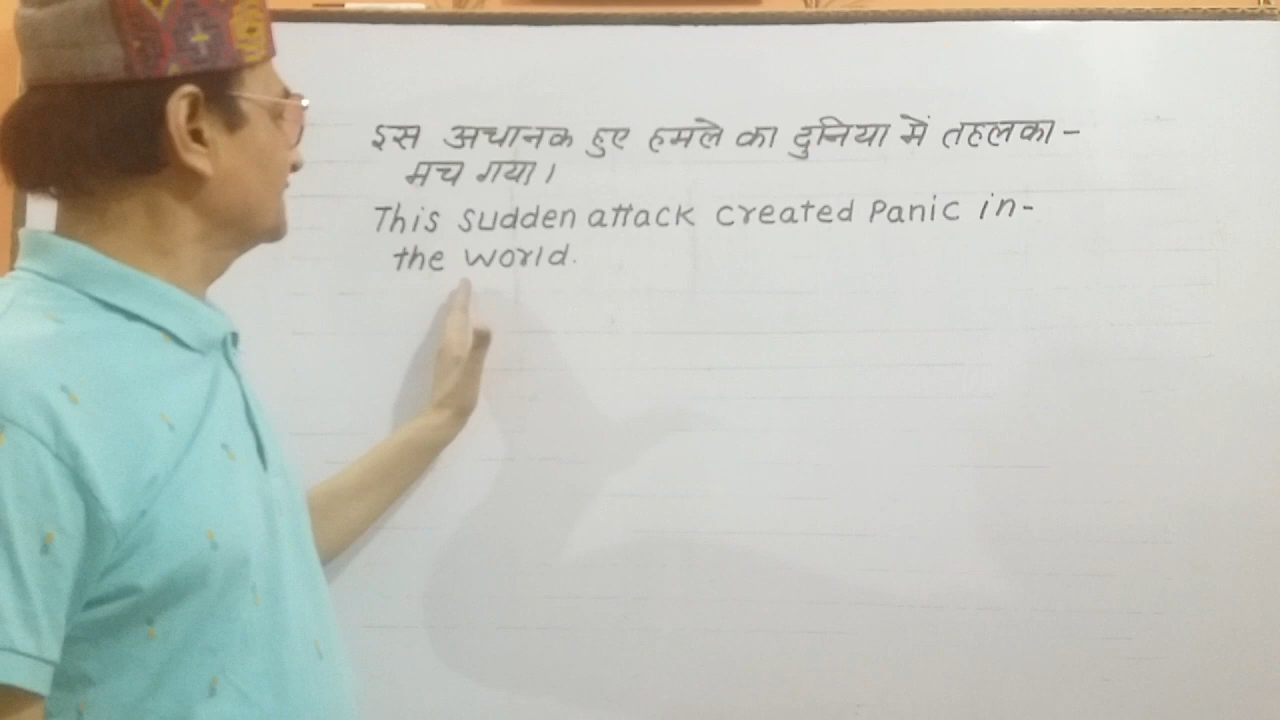 इस अचानक हुए हमले का दुनिया में तहलका -
मच गया।
This sudden attack created Panic in-
the world.